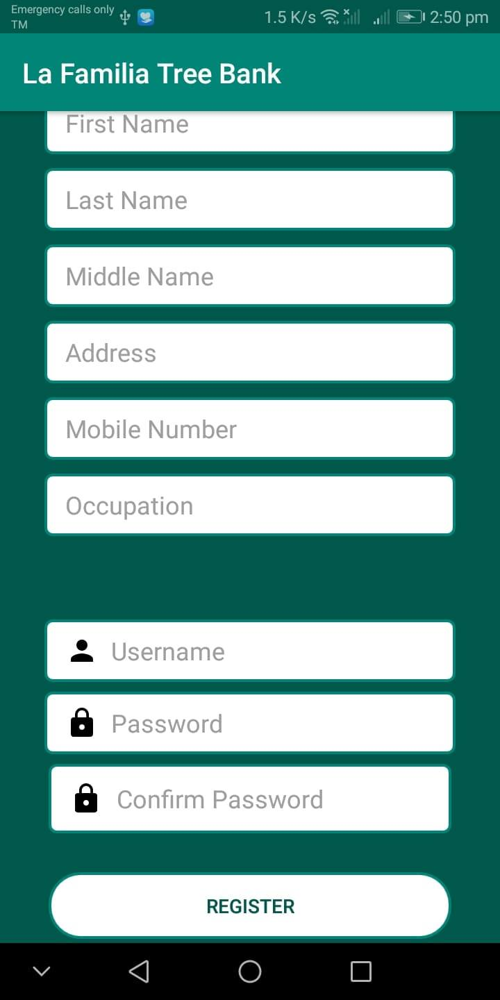 Emergency calls only
TM
1.5 K/s
2:50 pm
La Familia Tree Bank
First Name
Last Name
Middle Name
Address
Mobile Number
Occupation
Username
Password
Confirm Password
REGISTER